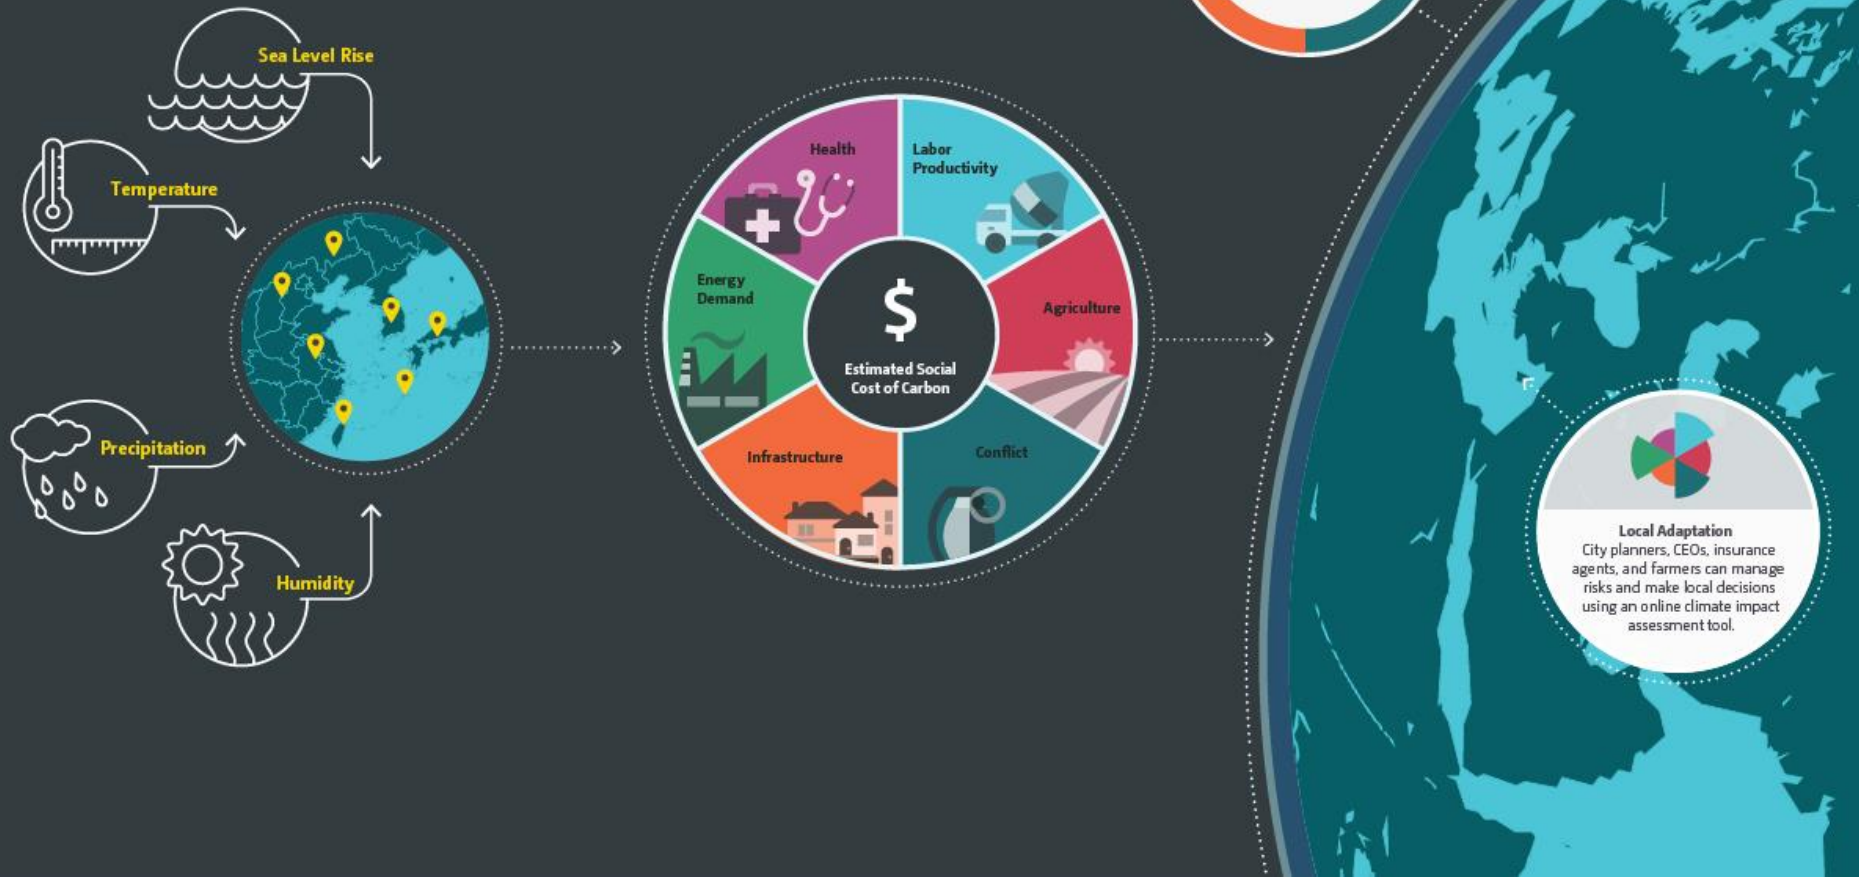 Sea Level Rise
Temperature
Precipitation
Humidity
Health
Labor
Productivity
Energy
Demand
Agriculture
$
Estimated Social
Cost of Carbon
Infrastructure
Conflict
Local Adaptation
City planners, CEOs, insurance
agents, and farmers can manage
risks and make local decisions
using an online climate impact
assessment tool.